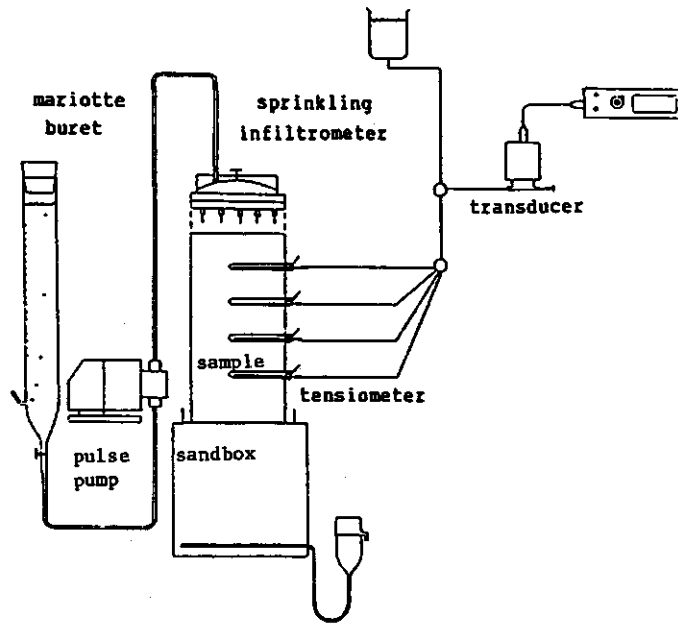 mariotte
buret
sprinkling
infiltrometer
transducer
sample
tensiometer
sandbox
pulse
pump